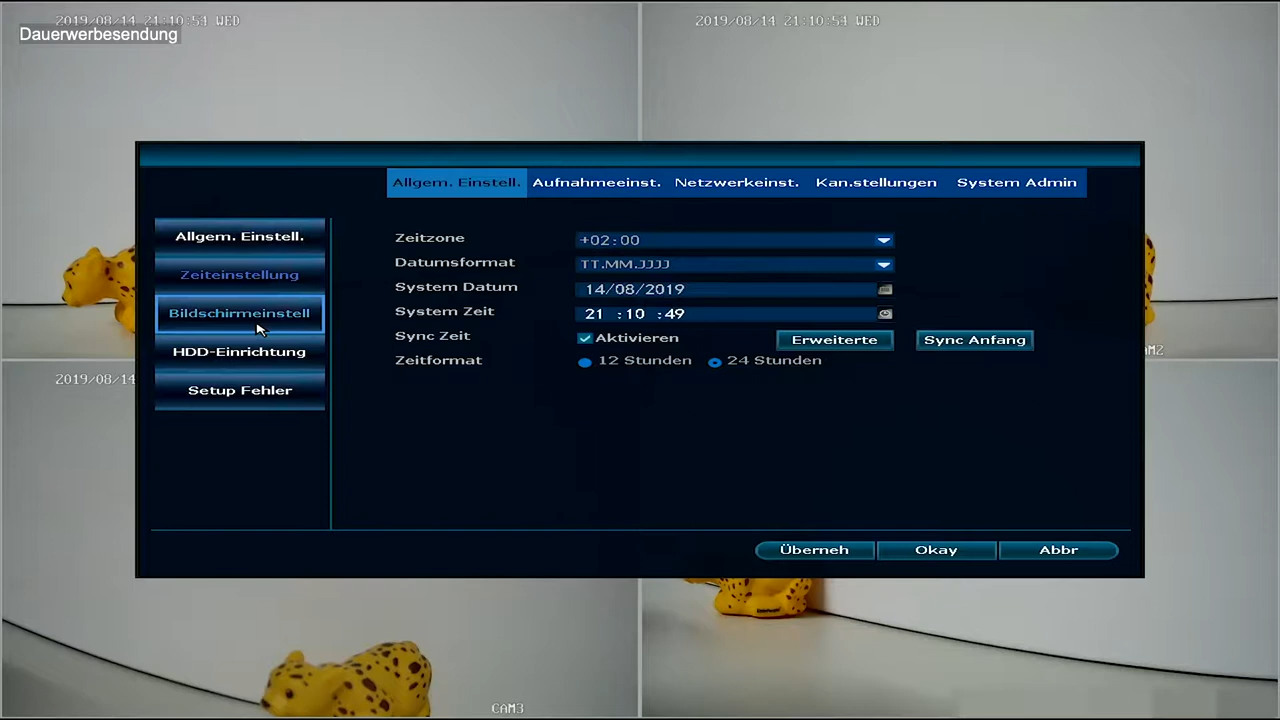 2019/08/14 21:10:54 WED
2019/08/14 21:10:54 WED
Dauerwerbesendung
Allgem. Einstell.
Aufnahmeeinst.
Netzwerkeinst.
Kan.stellungen
System Admin
Allgem. Einstell.
Zeiteinstellung
Bildschirmeinstell
HDD-Einrichtung
Setup Fehler
Zeitzone +02:00
Datumsformat TT.MM.JJJJ
System Datum 14/08/2019
System Zeit 21 :10 :49
Sync Zeit Aktivieren Erweiterte Sync Anfang
Zeitformat 12 Stunden 24 Stunden
Überneh Okay Abbr
2019/08/14
CAM3